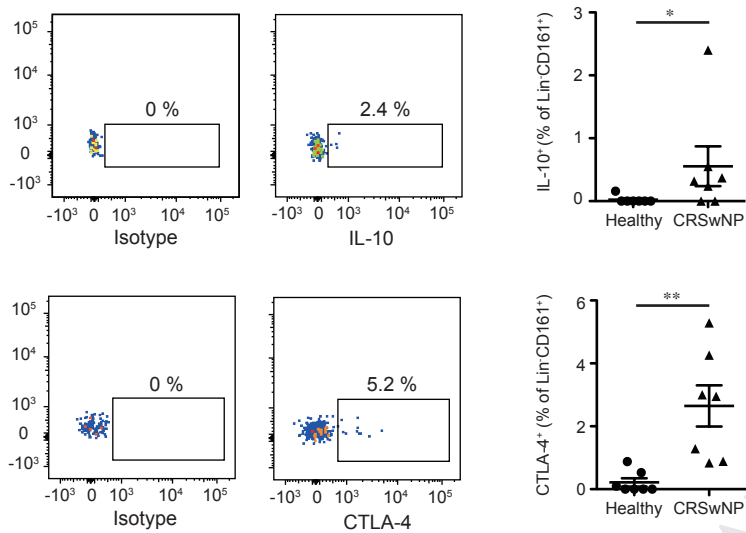 10⁵
10⁴
10³
0
-10³
0 %
-10³ 0 10³ 10⁴ 10⁵
Isotype
2.4 %
-10³ 0 10³ 10⁴ 10⁵
IL-10
IL-10⁺ (% of Lin⁻CD161⁺)
3
2
1
0
*
Healthy CRSwNP
10⁵
10⁴
10³
0
-10³
0 %
-10³ 0 10³ 10⁴ 10⁵
Isotype
5.2 %
-10³ 0 10³ 10⁴ 10⁵
CTLA-4
CTLA-4⁺ (% of Lin⁻CD161⁺)
6
4
2
0
**
Healthy CRSwNP